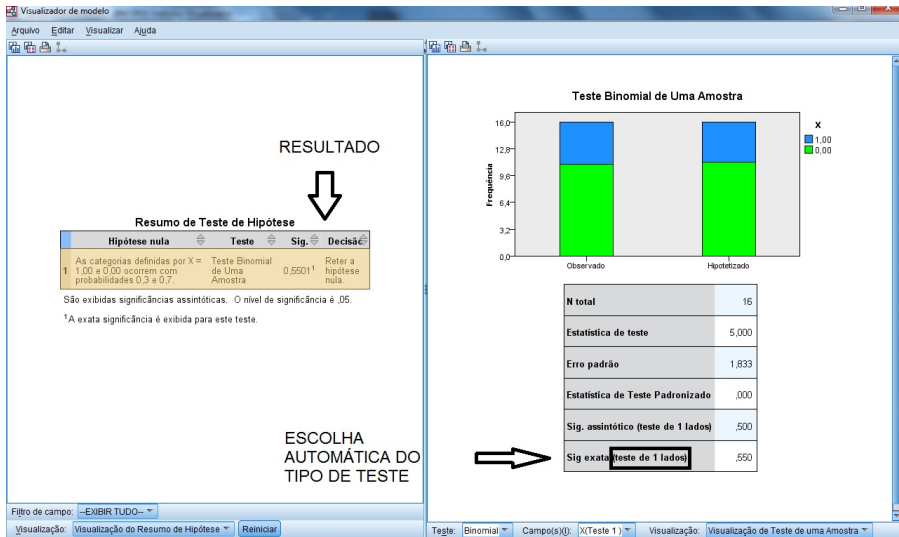 Visualizador de modelo
Arquivo Editar Visualizar Ajuda
RESULTADO
Resumo de Teste de Hipótese
Hipótese nula Teste Sig. Decisão
1 As categorias definidas por X = 1,00 e 0,00 ocorrem com probabilidades 0,3 e 0,7. Teste Binomial de Uma Amostra 0,5501¹ Reter a hipótese nula.
São exibidas significâncias assintóticas. O nível de significância é ,05.
¹A exata significância é exibida para este teste.
ESCOLHA
AUTOMÁTICA DO
TIPO DE TESTE
Filtro de campo: --EXIBIR TUDO--
Visualização: Visualização do Resumo de Hipótese Reiniciar
Teste Binomial de Uma Amostra
Frequência
16,0
12,8
9,6
6,4
3,2
0,0
Observado Hipotetizado
X
1,00
0,00
N total 16
Estatística de teste 5,000
Erro padrão 1,833
Estatística de Teste Padronizado ,000
Sig. assintótico (teste de 1 lados) ,500
Sig exata (teste de 1 lados) ,550
Teste: Binomial Campo(s)(l): X(Teste 1) Visualização: Visualização de Teste de uma Amostra